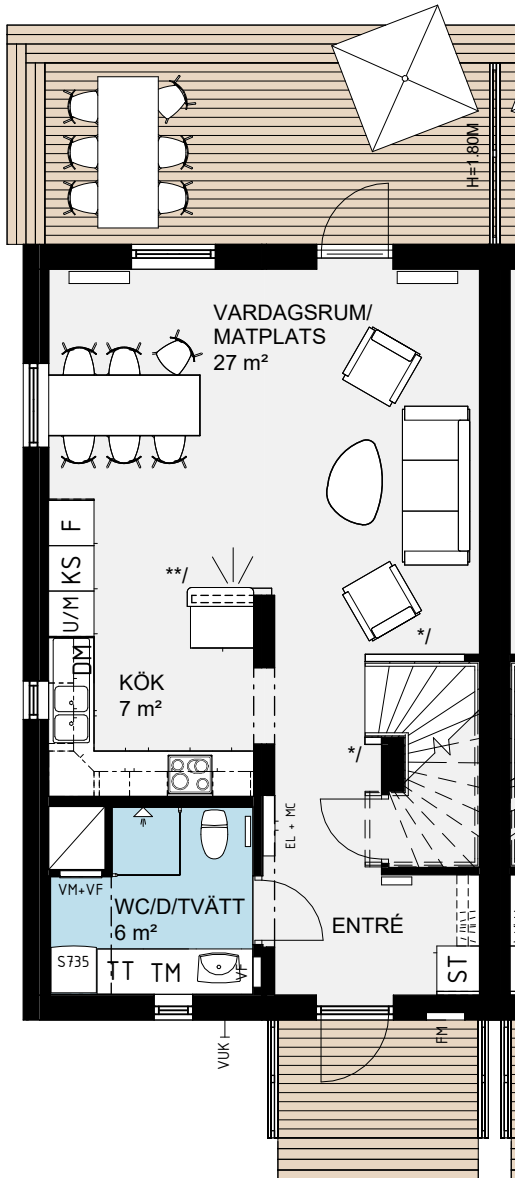 H=1.80M
VARDAGSRUM/
MATPLATS
27 m²
F
KS
U/M
DM
**/
*/
KÖK
7 m²
*/
EL + MC
VM+VF
WC/D/TVÄTT
6 m²
ENTRÉ
S735
TT
TM
VF
ST
VUK
FM